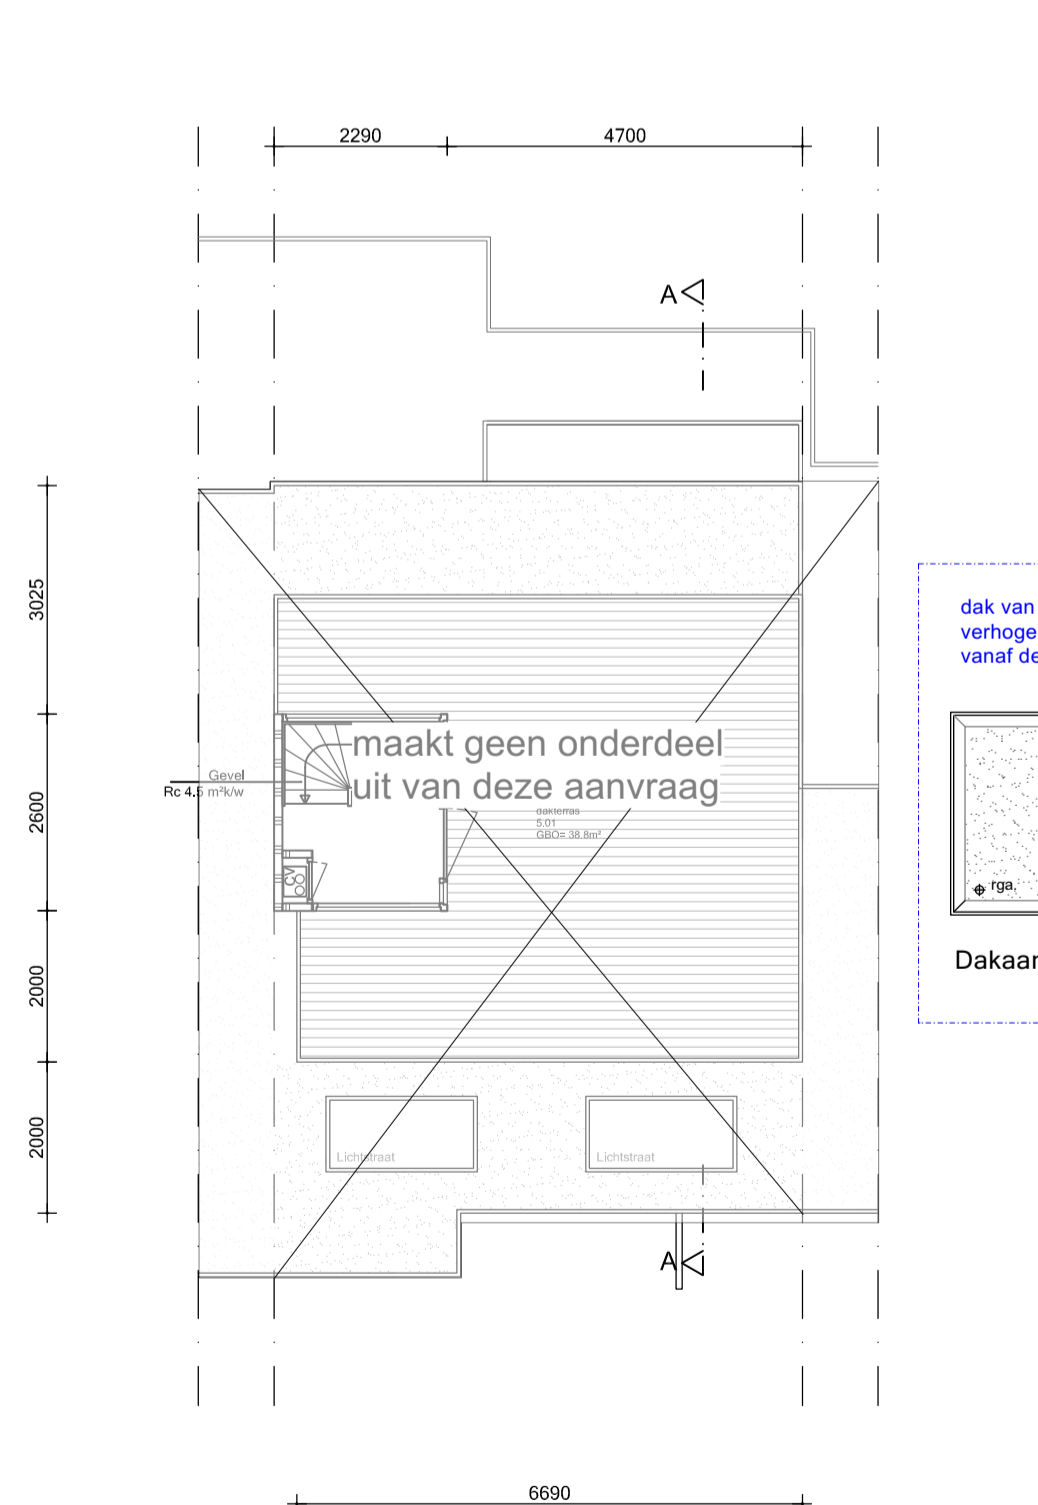 2290
4700
A
3025
dak van
verhoge
vanaf de
maakt geen onderdeel
uit van deze aanvraag
Gevel
Rc 4.5 m²k/w
2600
dakterras
5.01
GBO= 38.8m²
CV
rga.
Dakaan
2000
2000
Lichtstraat
Lichtstraat
A
6690